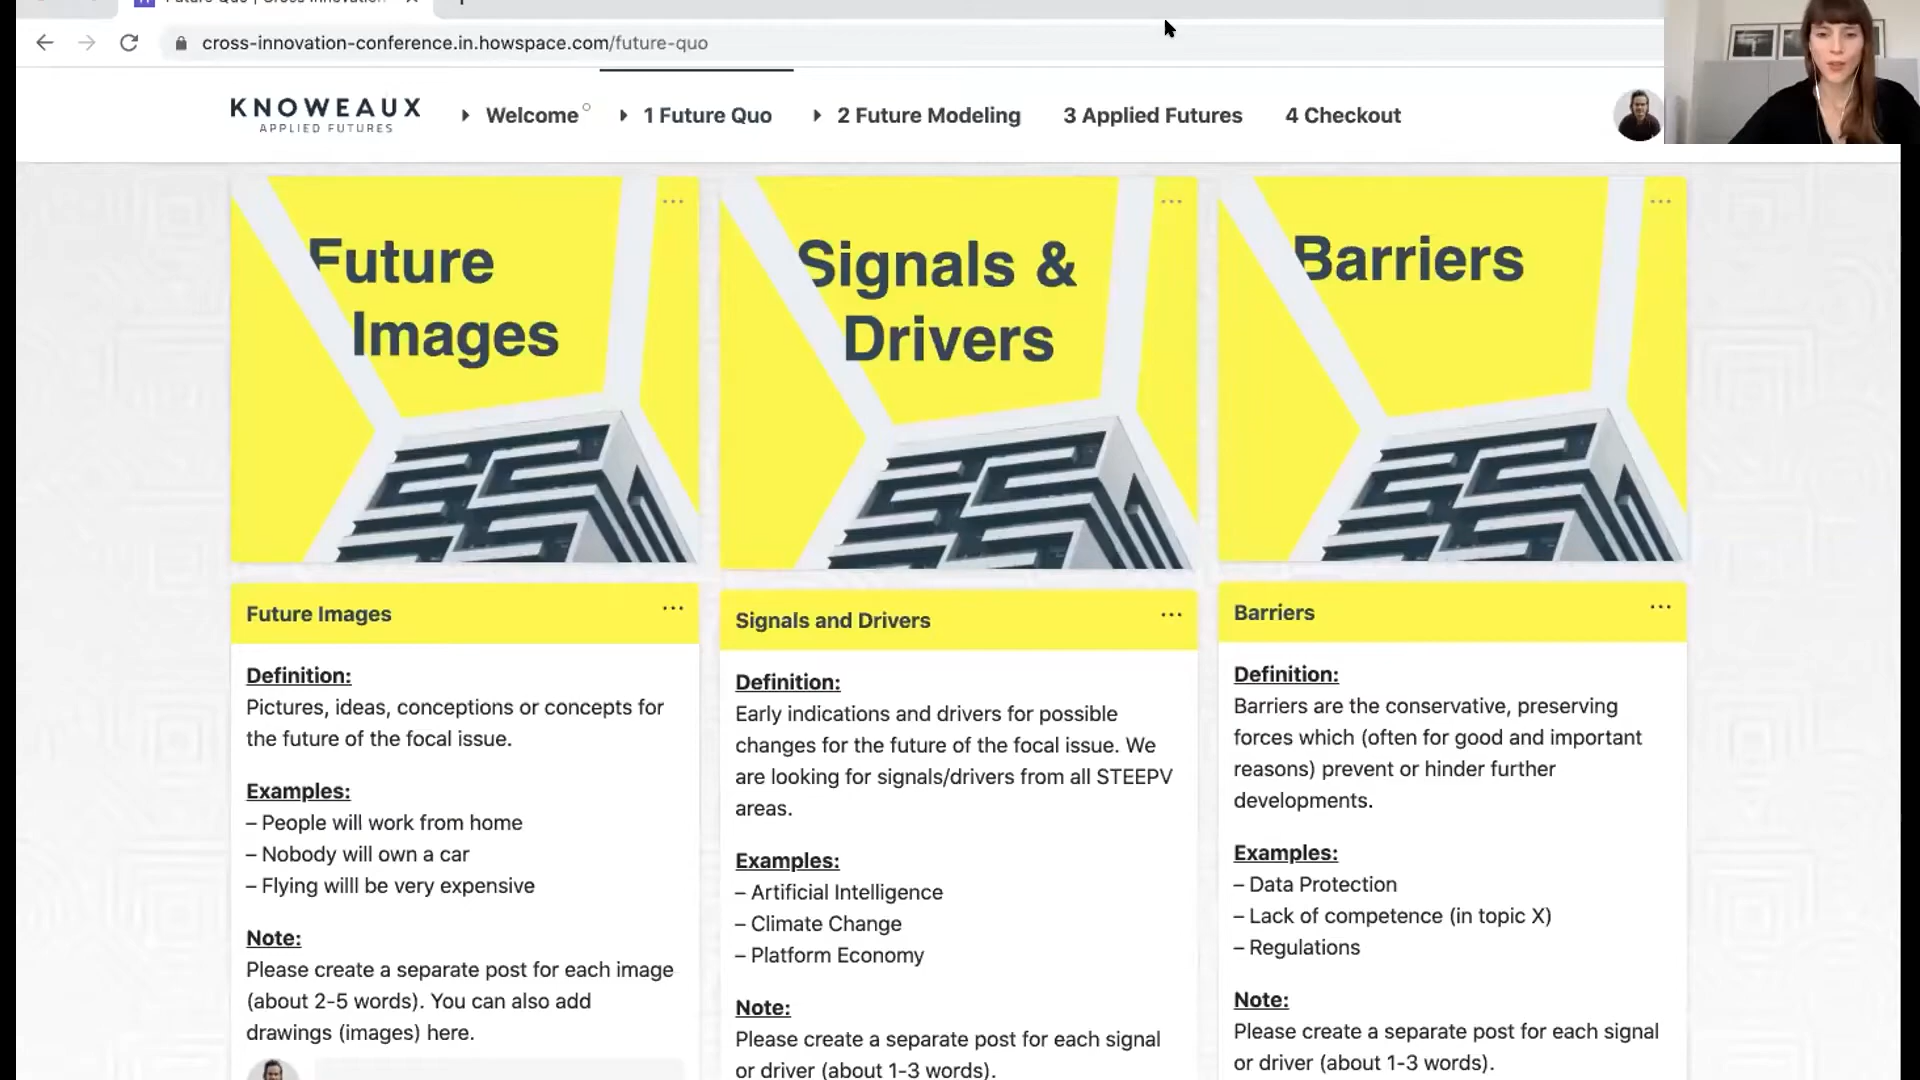 cross-innovation-conference.in.howspace.com/future-quo
KNOWEAUX
APPLIED FUTURES
Welcome
1 Future Quo
2 Future Modeling
3 Applied Futures
4 Checkout
Future
Images
Signals &
Drivers
Barriers
Future Images
Definition:
Pictures, ideas, conceptions or concepts for
the future of the focal issue.
Examples:
– People will work from home
– Nobody will own a car
– Flying willl be very expensive
Note:
Please create a separate post for each image
(about 2-5 words). You can also add
drawings (images) here.
Signals and Drivers
Definition:
Early indications and drivers for possible
changes for the future of the focal issue. We
are looking for signals/drivers from all STEEPV
areas.
Examples:
– Artificial Intelligence
– Climate Change
– Platform Economy
Note:
Please create a separate post for each signal
or driver (about 1-3 words).
Barriers
Definition:
Barriers are the conservative, preserving
forces which (often for good and important
reasons) prevent or hinder further
developments.
Examples:
– Data Protection
– Lack of competence (in topic X)
– Regulations
Note:
Please create a separate post for each signal
or driver (about 1-3 words).